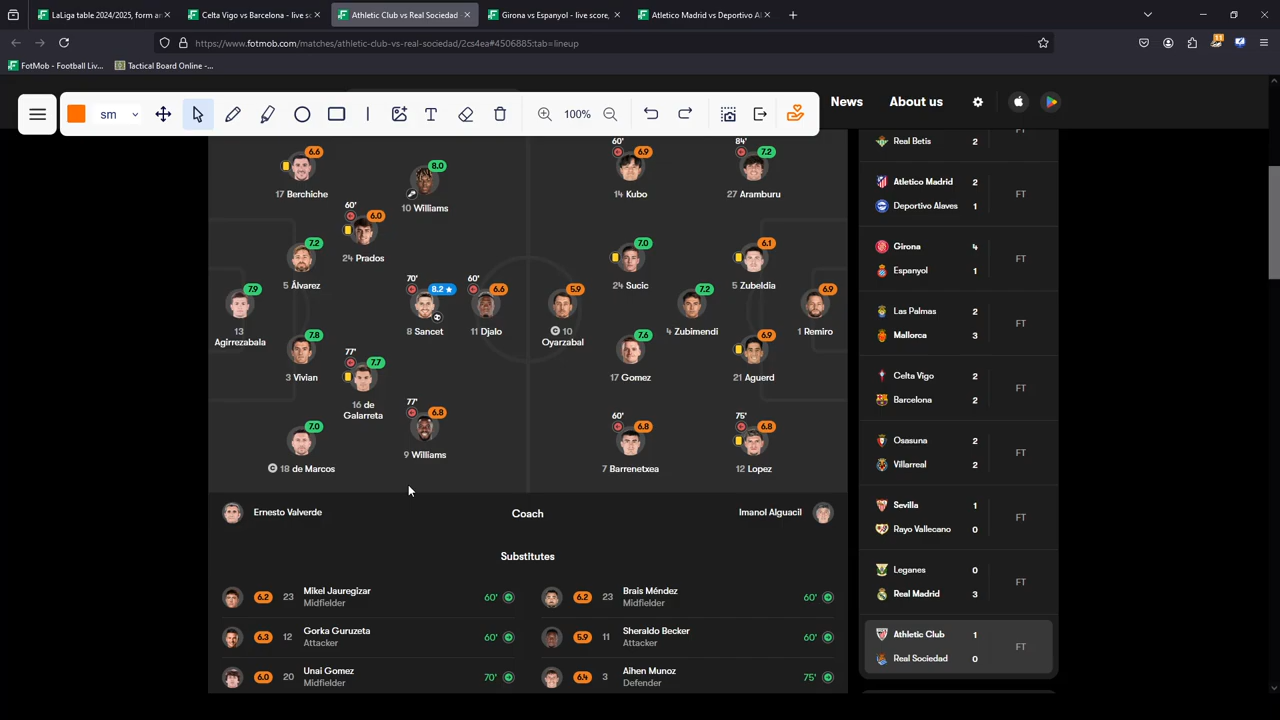 LaLiga table 2024/2025, form an
Celta Vigo vs Barcelona - live sc
Athletic Club vs Real Sociedad
Girona vs Espanyol - live score,
Atletico Madrid vs Deportivo Al
https://www.fotmob.com/matches/athletic-club-vs-real-sociedad/2cs4ea#4506885:tab=lineup
11
FotMob - Football Liv...
Tactical Board Online -...
sm
100%
News
About us
6.6
17 Berchiche
8.0
10 Williams
60'
6.0
24 Prados
7.2
5 Álvarez
7.9
13
Agirrezabala
70'
8.2
8 Sancet
60'
6.6
11 Djalo
7.8
3 Vivian
77'
7.7
16 de
Galarreta
7.0
C 18 de Marcos
77'
6.8
9 Williams
60'
6.9
14 Kubo
84'
7.2
27 Aramburu
7.0
24 Sucic
6.1
5 Zubeldia
5.9
C 10
Oyarzabal
7.2
4 Zubimendi
6.9
1 Remiro
7.6
17 Gomez
6.9
21 Aguerd
60'
6.8
7 Barrenetxea
75'
6.8
12 Lopez
Ernesto Valverde
Coach
Imanol Alguacil
Substitutes
6.2 23 Mikel Jauregizar 60'
Midfielder
6.3 12 Gorka Guruzeta 60'
Attacker
6.0 20 Unai Gomez 70'
Midfielder
6.2 23 Brais Méndez 60'
Midfielder
5.9 11 Sheraldo Becker 60'
Attacker
6.4 3 Aihen Munoz 75'
Defender
FT
Real Betis 2
Atletico Madrid 2
FT
Deportivo Alaves 1
Girona 4
FT
Espanyol 1
Las Palmas 2
FT
Mallorca 3
Celta Vigo 2
FT
Barcelona 2
Osasuna 2
FT
Villarreal 2
Sevilla 1
FT
Rayo Vallecano 0
Leganes 0
FT
Real Madrid 3
Athletic Club 1
FT
Real Sociedad 0